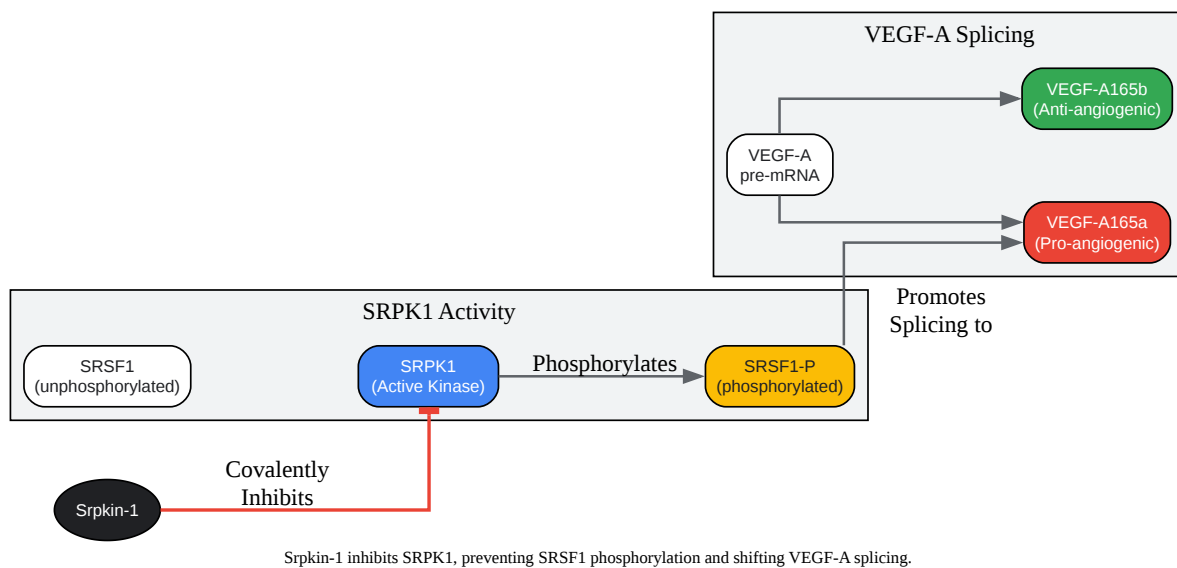 VEGF-A Splicing
VEGF-A165b
(Anti-angiogenic)
VEGF-A
pre-mRNA
VEGF-A165a
(Pro-angiogenic)
Promotes
Splicing to
SRPK1 Activity
SRSF1
(unphosphorylated)
SRPK1
(Active Kinase)
Phosphorylates
SRSF1-P
(phosphorylated)
Covalently
Inhibits
Srpkin-1
Srpkin-1 inhibits SRPK1, preventing SRSF1 phosphorylation and shifting VEGF-A splicing.